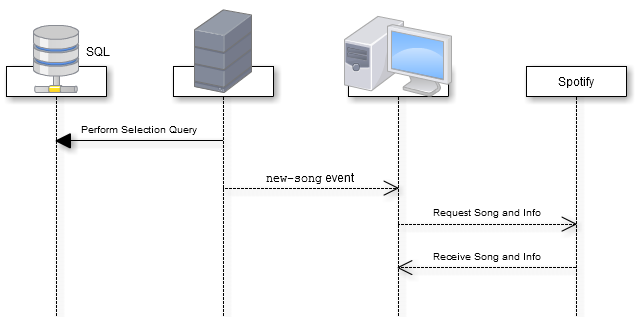 SQL
Spotify
Perform Selection Query
new-song event
Request Song and Info
Receive Song and Info